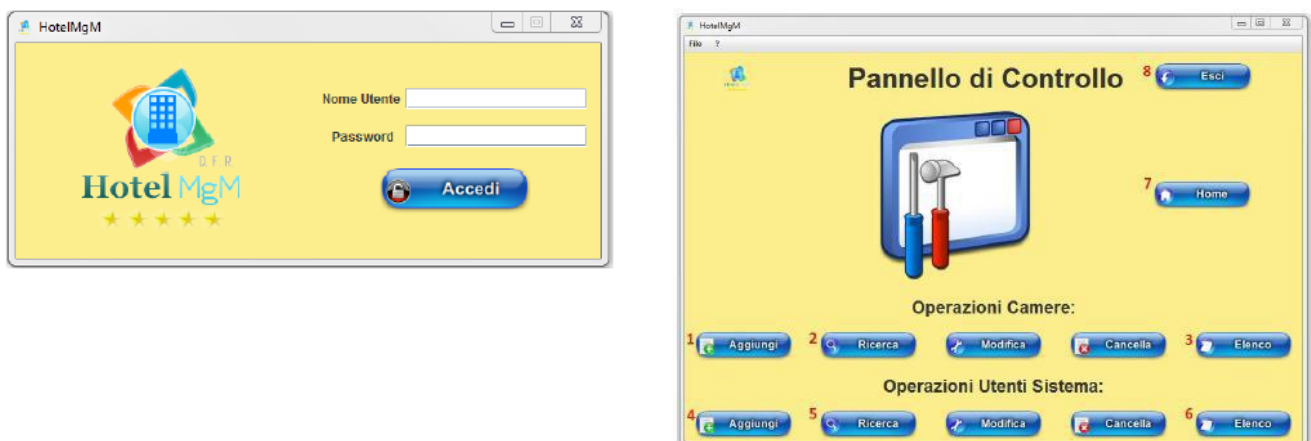 HotelMgM
Nome Utente
Password
D. F. R.
Hotel MgM
Accedi
HotelMgM
File ?
Pannello di Controllo
8 Esci
7 Home
Operazioni Camere:
1 Aggiungi 2 Ricerca Modifica Cancella 3 Elenco
Operazioni Utenti Sistema:
4 Aggiungi 5 Ricerca Modifica Cancella 6 Elenco